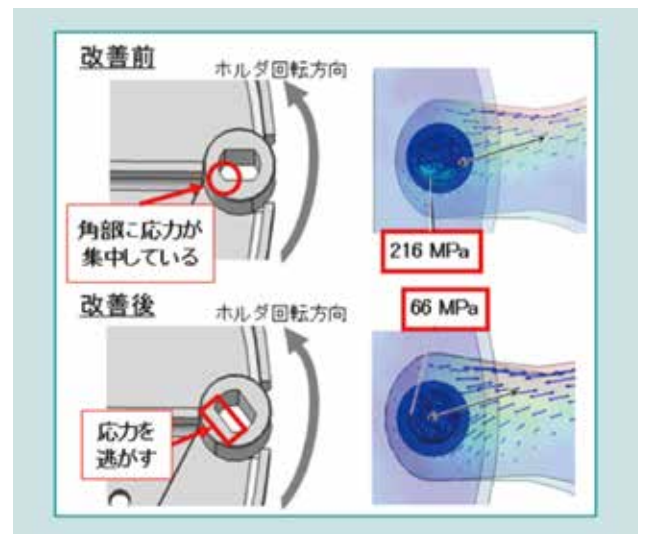 改善前
ホルダ回転方向
角部に応力が
集中している
216 MPa
改善後
ホルダ回転方向
66 MPa
応力を
逃がす